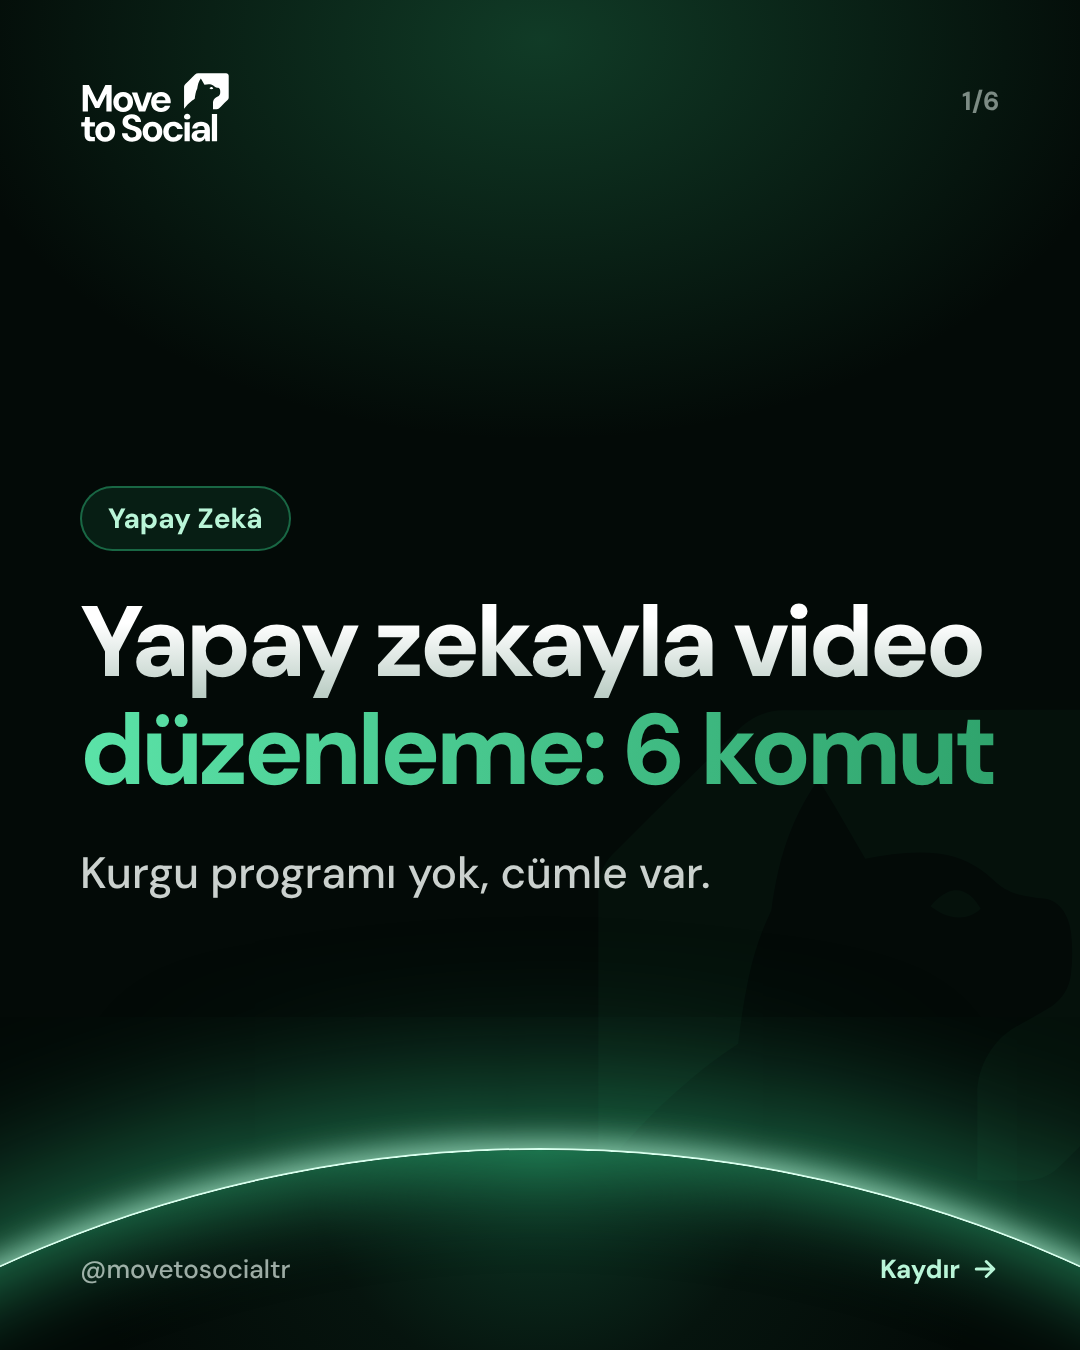 Move
to Social
1/6
Yapay Zekâ
Yapay zekayla video
düzenleme: 6 komut
Kurgu programı yok, cümle var.
@movetosocialtr
Kaydır →